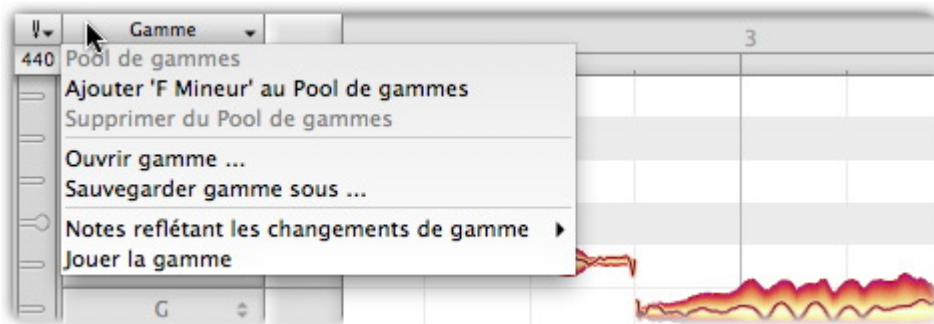 Gamme
3
440
Pool de gammes
Ajouter 'F Mineur' au Pool de gammes
Supprimer du Pool de gammes
Ouvrir gamme ...
Sauvegarder gamme sous ...
Notes reflétant les changements de gamme
Jouer la gamme
G